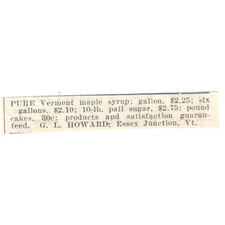 PURE Vermont maple syrup; gallon, $2.25; six
gallons, $2.10; 10-lb. pail sugar, $2.75; pound
cakes, 30c; products and satisfaction guaran-
teed. G. L. HOWARD, Essex Junction, Vt.